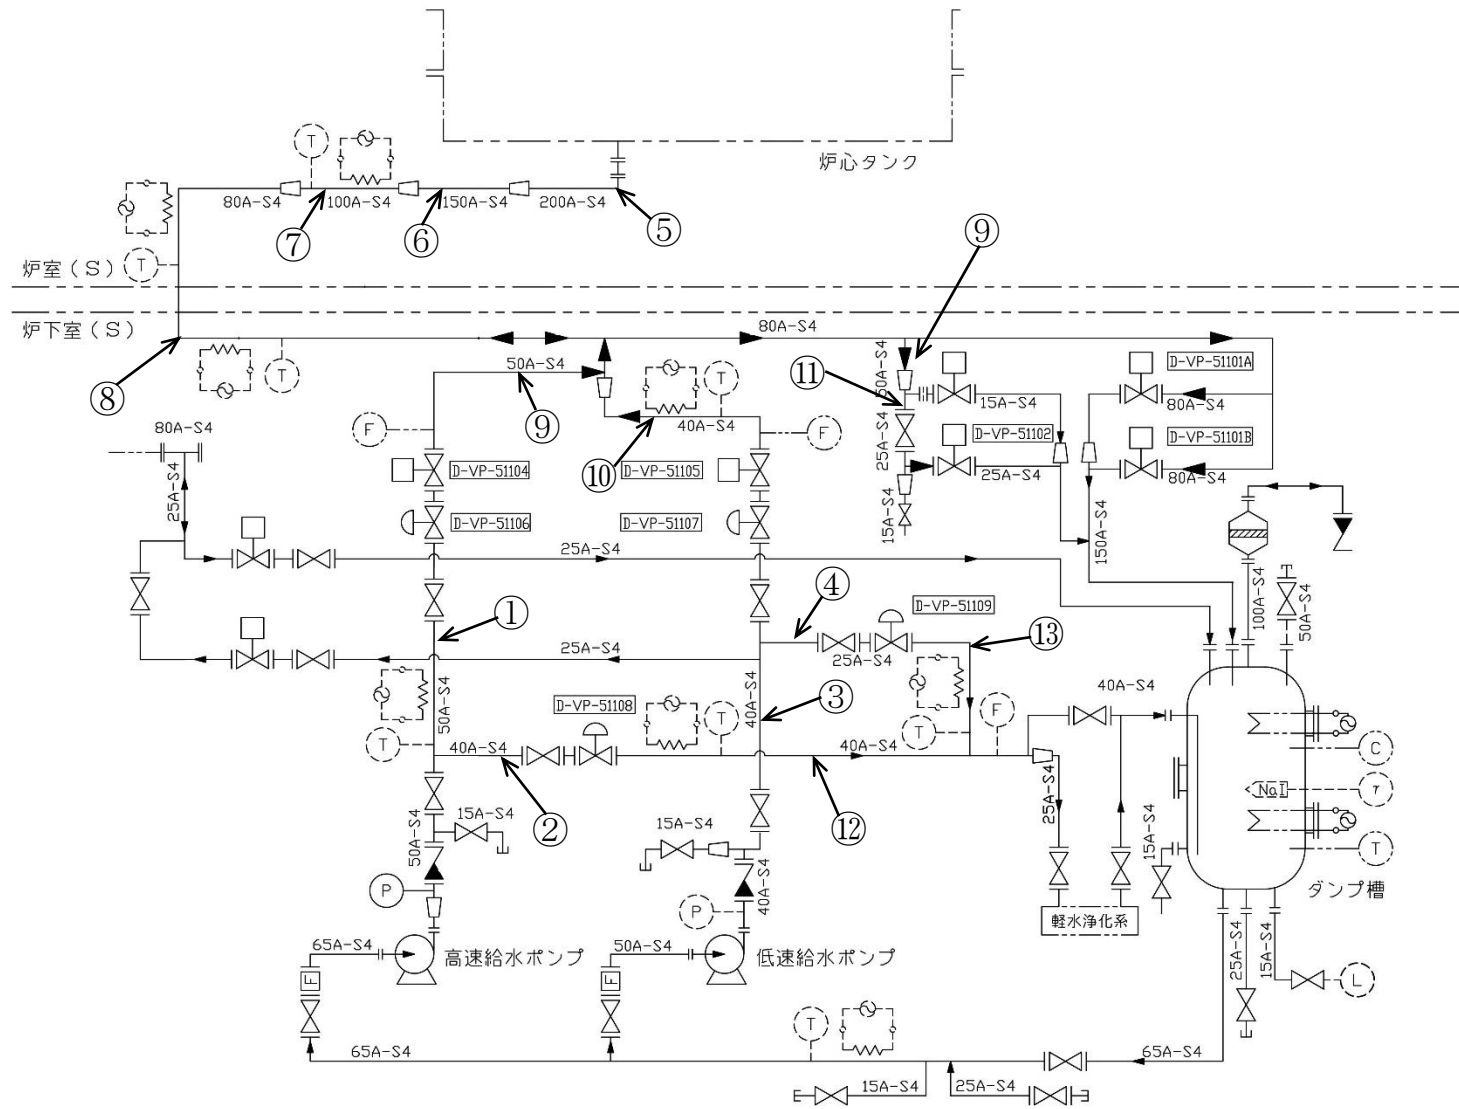 炉心タンク
T
80A-S4
100A-S4
150A-S4
200A-S4
⑦
⑥
⑤
⑨
炉室(S)
T
炉下室(S)
80A-S4
⑧
T
50A-S4
⑨
T
40A-S4
⑩
F
F
50A-S4
⑪
15A-S4
25A-S4
D-VP-51102
25A-S4
15A-S4
D-VP-51101A
80A-S4
D-VP-51101B
80A-S4
150A-S4
80A-S4
25A-S4
D-VP-51104
D-VP-51105
D-VP-51106
D-VP-51107
25A-S4
①
④
D-VP-51109
⑬
25A-S4
25A-S4
100A-S4
50A-S4
50A-S4
D-VP-51108
T
40A-S4
③
T
F
40A-S4
T
40A-S4
②
40A-S4
⑫
25A-S4
C
NaI
γ
T
15A-S4
50A-S4
15A-S4
40A-S4
15A-S4
P
P
軽水浄化系
ダンプ槽
65A-S4
高速給水ポンプ
50A-S4
低速給水ポンプ
F
F
25A-S4
15A-S4
L
T
65A-S4
65A-S4
15A-S4
25A-S4